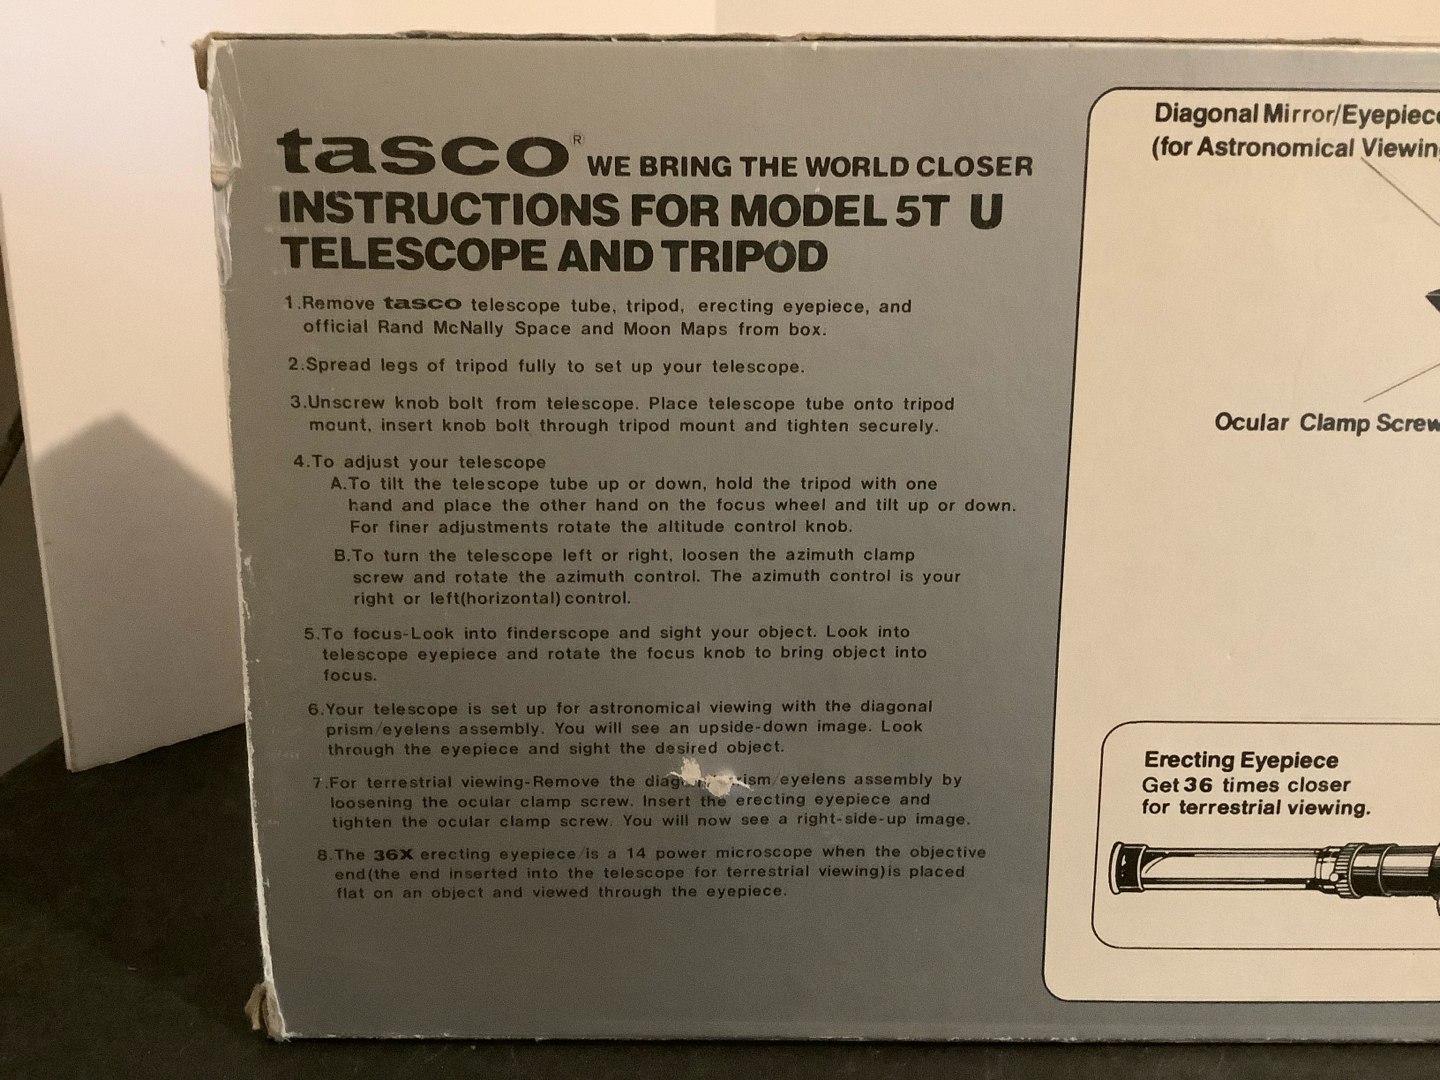 tasco® WE BRING THE WORLD CLOSER
INSTRUCTIONS FOR MODEL 5T U
TELESCOPE AND TRIPOD
1.Remove tasco telescope tube, tripod, erecting eyepiece, and
official Rand McNally Space and Moon Maps from box.
2.Spread legs of tripod fully to set up your telescope.
3.Unscrew knob bolt from telescope. Place telescope tube onto tripod
mount, insert knob bolt through tripod mount and tighten securely.
4.To adjust your telescope
A.To tilt the telescope tube up or down, hold the tripod with one
hand and place the other hand on the focus wheel and tilt up or down.
For finer adjustments rotate the altitude control knob.
B.To turn the telescope left or right, loosen the azimuth clamp
screw and rotate the azimuth control. The azimuth control is your
right or left(horizontal)control.
5.To focus-Look into finderscope and sight your object. Look into
telescope eyepiece and rotate the focus knob to bring object into
focus.
6.Your telescope is set up for astronomical viewing with the diagonal
prism/eyelens assembly. You will see an upside-down image. Look
through the eyepiece and sight the desired object.
7.For terrestrial viewing-Remove the /eyelens assembly by
loosening the ocular clamp screw. Insert the erecting eyepiece and
tighten the ocular clamp screw. You will now see a right-side-up image.
8.The 36X erecting eyepiece/is a 14 power microscope when the objective
end(the end inserted into the telescope for terrestrial viewing)is placed
flat on an object and viewed through the eyepiece.
Diagonal Mirror/Eyepiec
(for Astronomical Viewin
Ocular Clamp Screw
Erecting Eyepiece
Get 36 times closer
for terrestrial viewing.